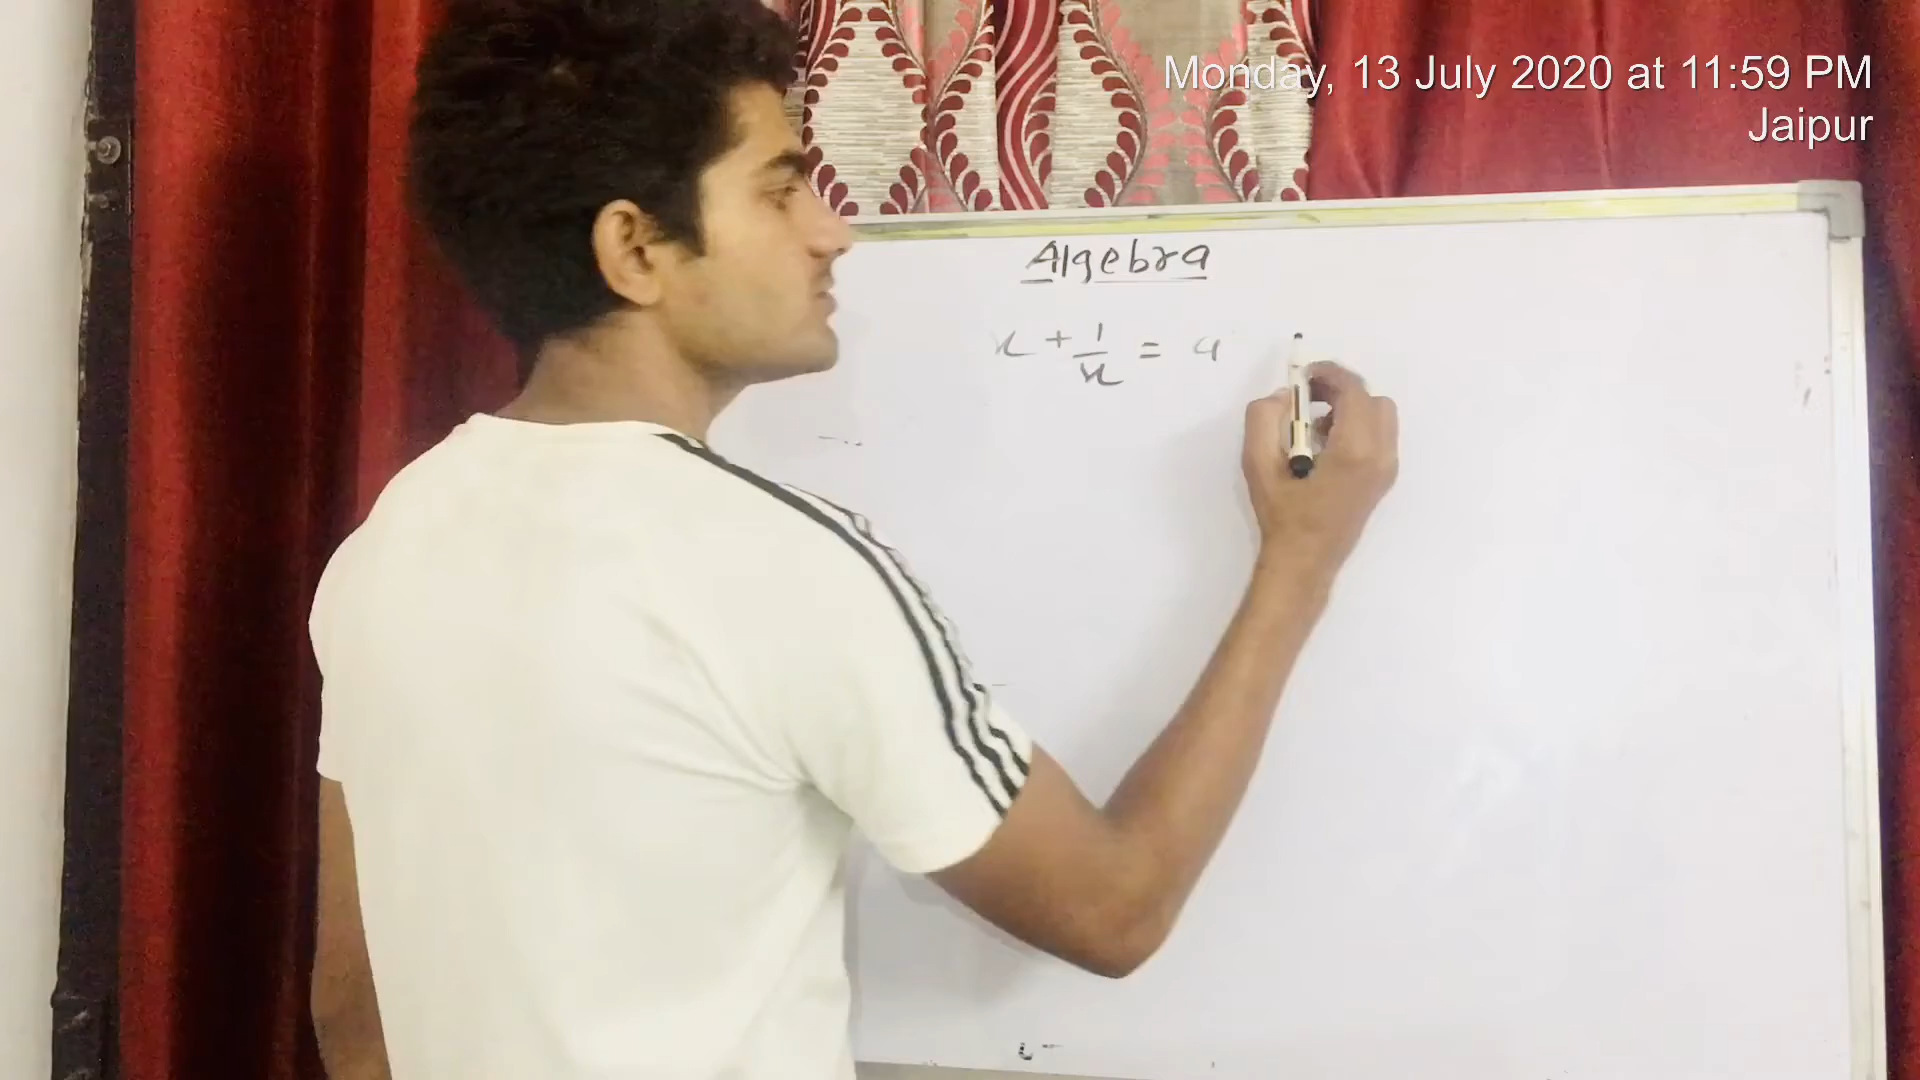 Monday, 13 July 2020 at 11:59 PM
Jaipur
Algebra
x + 1/x = 4